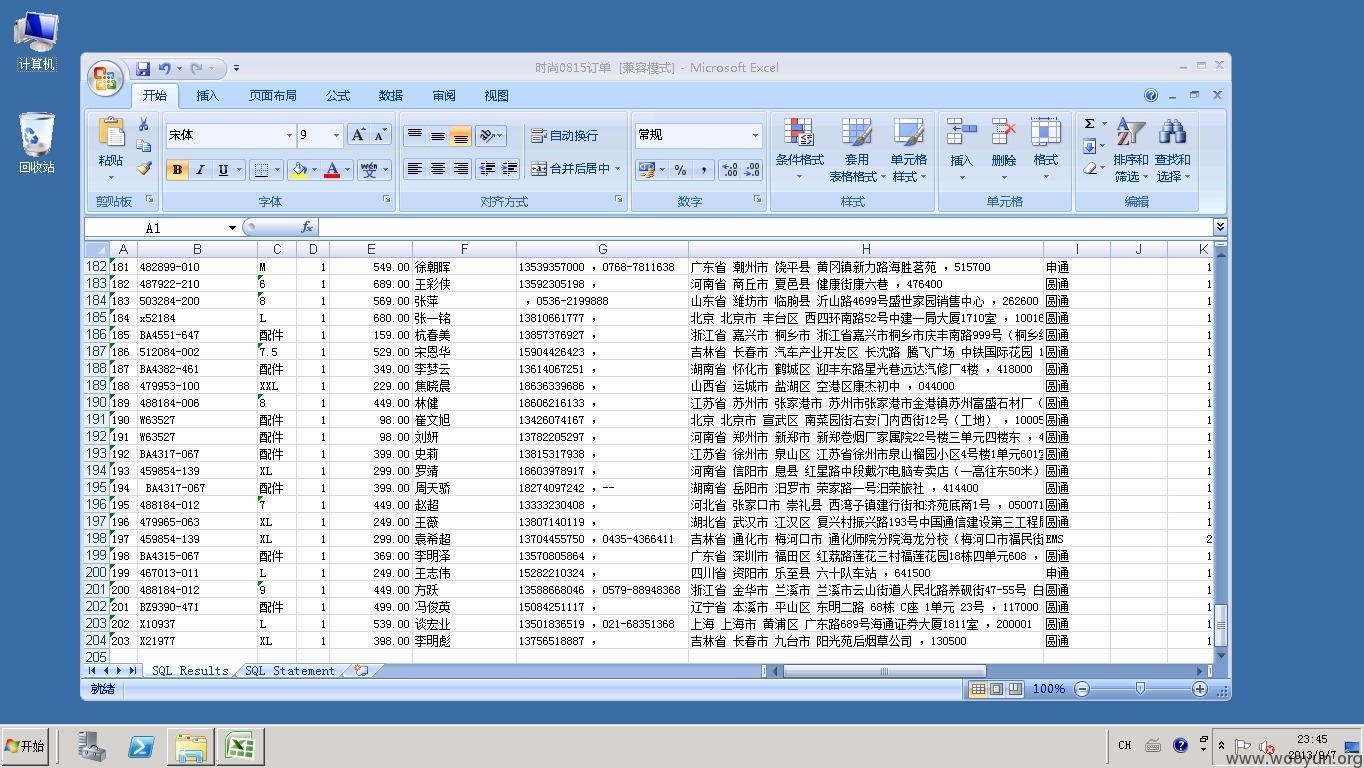 计算机
回收站
时尚0815订单 [兼容模式] - Microsoft Excel
开始 插入 页面布局 公式 数据 审阅 视图
宋体 9 自动换行 常规
粘贴 B I U 合并后居中 % , 条件格式 套用 表格格式 单元格 样式 插入 删除 格式 Σ 排序和 筛选 查找和 选择
剪贴板 字体 对齐方式 数字 样式 单元格 编辑
A1 fx
A B C D E F G H I J K
182 181 482899-010 M 1 549.00 徐朝晖 13539357000 ，0768-7811638 广东省 潮州市 饶平县 黄冈镇新力路海胜茗苑 ，515700 申通 1
183 182 487922-210 6 1 689.00 王彩侠 13592305198 ， 河南省 商丘市 夏邑县 健康街康六巷 ，476400 圆通 1
184 183 503284-200 8 1 569.00 张萍 ，0536-2199888 山东省 潍坊市 临朐县 沂山路4699号盛世家园销售中心 ，262600 圆通 1
185 184 x52184 L 1 680.00 张一铭 13810661777 ， 北京 北京市 丰台区 西四环南路52号中建一局大厦1710室 ，1001 圆通 1
186 185 BA4551-647 配件 1 159.00 杭春美 13857376927 ， 浙江省 嘉兴市 桐乡市 浙江省嘉兴市桐乡市庆丰南路999号（桐乡 圆通 1
187 186 512084-002 7.5 1 529.00 宋恩华 15904426423 ， 吉林省 长春市 汽车产业开发区 长沈路 腾飞广场 中铁国际花园 圆通 1
188 187 BA4382-461 配件 1 349.00 李梦云 13614067251 ， 湖南省 怀化市 鹤城区 迎丰东路星光巷远达汽修厂4楼 ，418000 圆通 1
189 188 479953-100 XXL 1 229.00 焦晓晨 18636339686 ， 山西省 运城市 盐湖区 空港区康杰初中 ，044000 圆通 1
190 189 488184-006 8 1 449.00 林健 18606216133 ， 江苏省 苏州市 张家港市 苏州市张家港市金港镇苏州富盛石材厂（ 圆通 1
191 190 W63527 配件 1 98.00 崔文旭 13426074167 ， 北京 北京市 宣武区 南菜园街右安门内西街12号（工地） ，1000 圆通 1
192 191 W63527 配件 1 98.00 刘妍 13782205297 ， 河南省 郑州市 新郑市 新郑卷烟厂家属院22号楼三单元四楼东 ，4 圆通 1
193 192 BA4317-067 配件 1 399.00 史莉 13815317938 ， 江苏省 徐州市 泉山区 江苏省徐州市泉山榴园小区4号楼1单元601 圆通 1
194 193 459854-139 XL 1 299.00 罗靖 18603978917 ， 河南省 信阳市 息县 红星路中段戴尔电脑专卖店（一高往东50米） 圆通 1
195 194 BA4317-067 配件 1 399.00 周天骄 18274097242 ，-- 湖南省 岳阳市 汨罗市 荣家路一号汨荣旅社 ，414400 圆通 1
196 195 488184-012 7 1 449.00 赵超 13333230408 ， 河北省 张家口市 崇礼县 西湾子镇建行街和济苑底商1号 ，050071 圆通 1
197 196 479965-063 XL 1 249.00 王薇 13807140119 ， 湖北省 武汉市 江汉区 复兴村振兴路193号中国通信建设第三工程 圆通 1
198 197 459854-139 XL 1 299.00 袁希超 13704455750 ，0435-4366411 吉林省 通化市 梅河口市 通化师院分院海龙分校（梅河口市福民街 EMS 2
199 198 BA4315-067 配件 1 369.00 李明泽 13570805864 ， 广东省 深圳市 福田区 红荔路莲花三村福莲花园18栋四单元608 ， 圆通 1
200 199 467013-011 L 1 249.00 王志伟 15282210324 ， 四川省 资阳市 乐至县 六十队车站 ，641500 申通 1
201 200 488184-012 9 1 449.00 方跃 13588668046 ，0579-88948368 浙江省 金华市 兰溪市 兰溪市云山街道人民北路养砚街47-55号 白 圆通 1
202 201 BZ9390-471 配件 1 499.00 冯俊英 15084251117 ， 辽宁省 本溪市 平山区 东明二路 68栋 C座 1单元 23号 ，117000 圆通 1
203 202 X10937 L 1 539.00 谈宏业 13501836519 ，021-68351368 上海 上海市 黄浦区 广东路689号海通证券大厦1811室 ，200001 圆通 1
204 203 X21977 XL 1 398.00 李明彪 13756518887 ， 吉林省 长春市 九台市 阳光苑后烟草公司 ，130500 圆通 1
205
SQL Results SQL Statement
就绪 100%
开始 CH 23:45
2013/9/7
www.wooyun.org